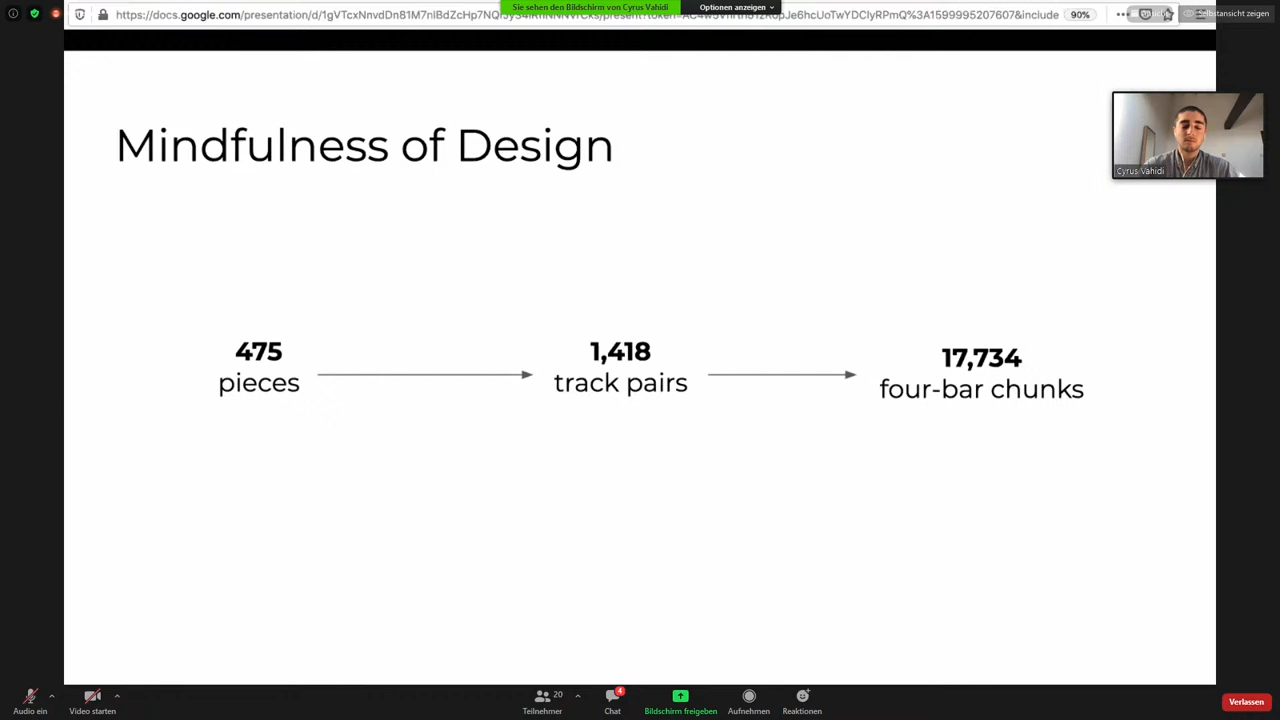 Sie sehen den Bildschirm von Cyrus Vahidi
Optionen anzeigen
90%
Selbstansicht zeigen
Mindfulness of Design
Cyrus Vahidi
475
pieces
1,418
track pairs
17,734
four-bar chunks
Audio ein
Video starten
20
Teilnehmer
4
Chat
Bildschirm freigeben
Aufnehmen
Reaktionen
Verlassen